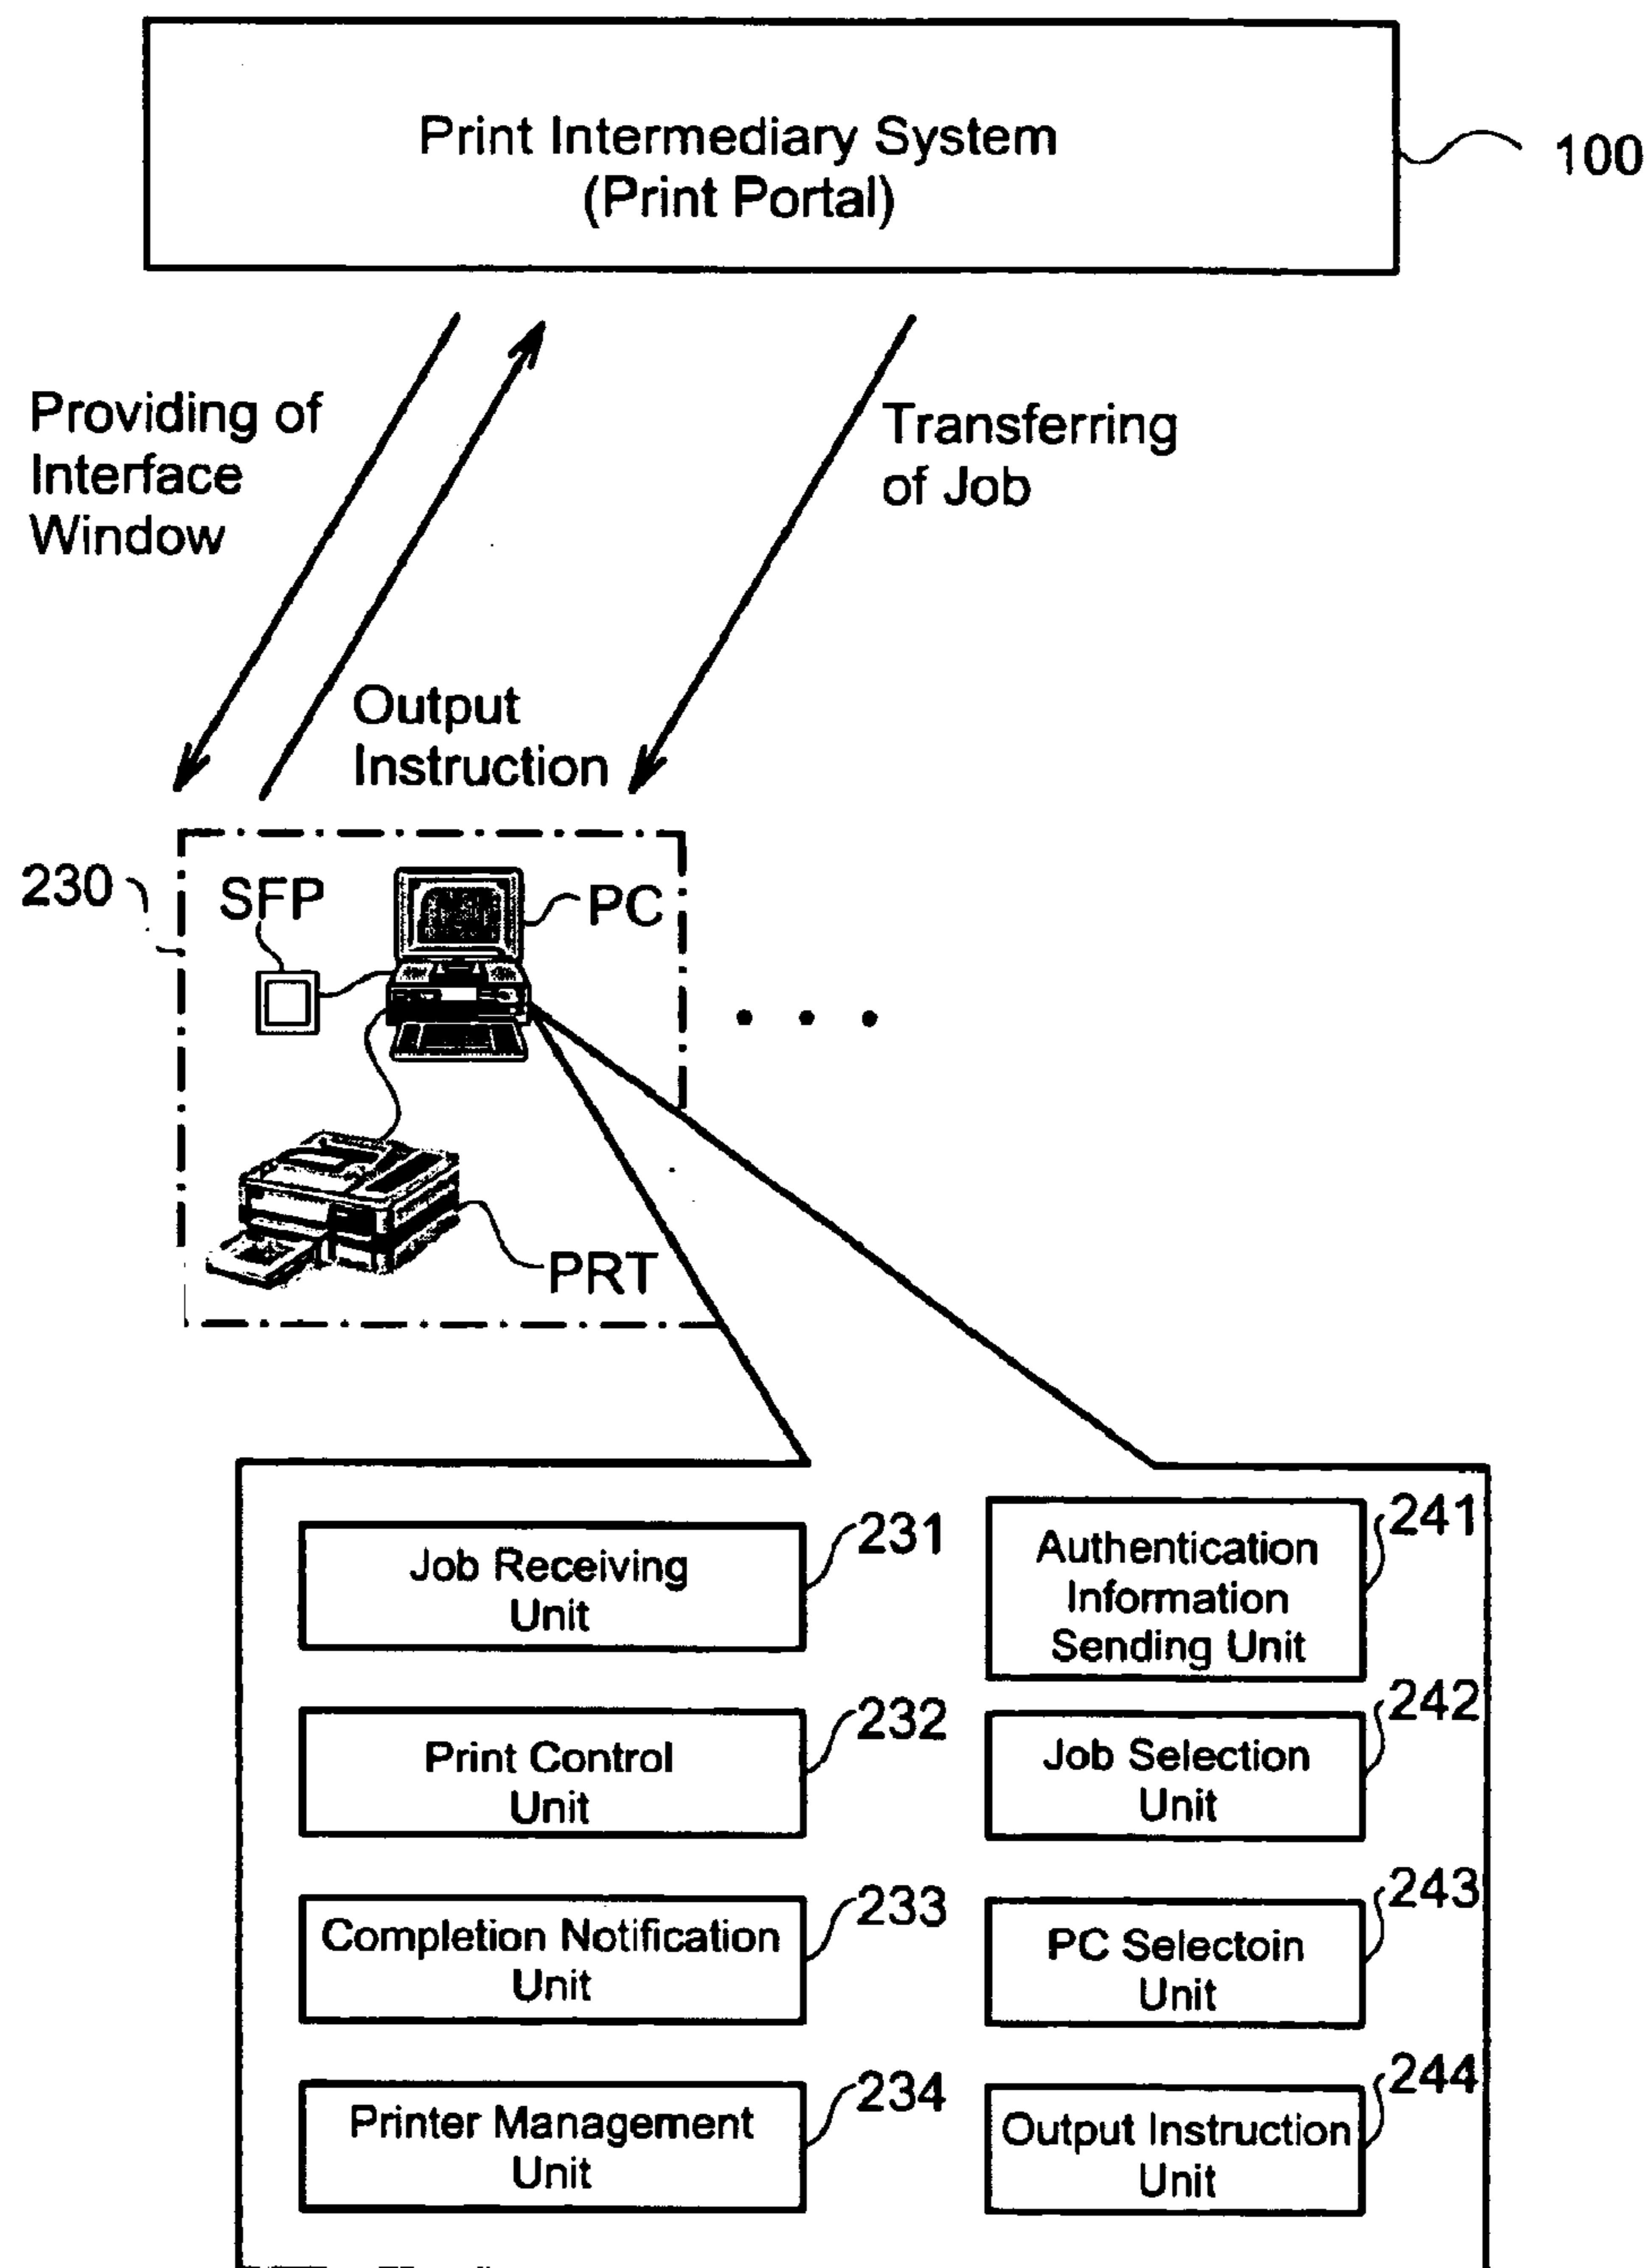 Print Intermediary System
(Print Portal)
100
Providing of
Interface
Window
Transferring
of Job
Output
Instruction
230
SFP
PC
PRT
Job Receiving
Unit
231
Authentication
Information
Sending Unit
241
Print Control
Unit
232
Job Selection
Unit
242
Completion Notification
Unit
233
PC Selectoin
Unit
243
Printer Management
Unit
234
Output Instruction
Unit
244